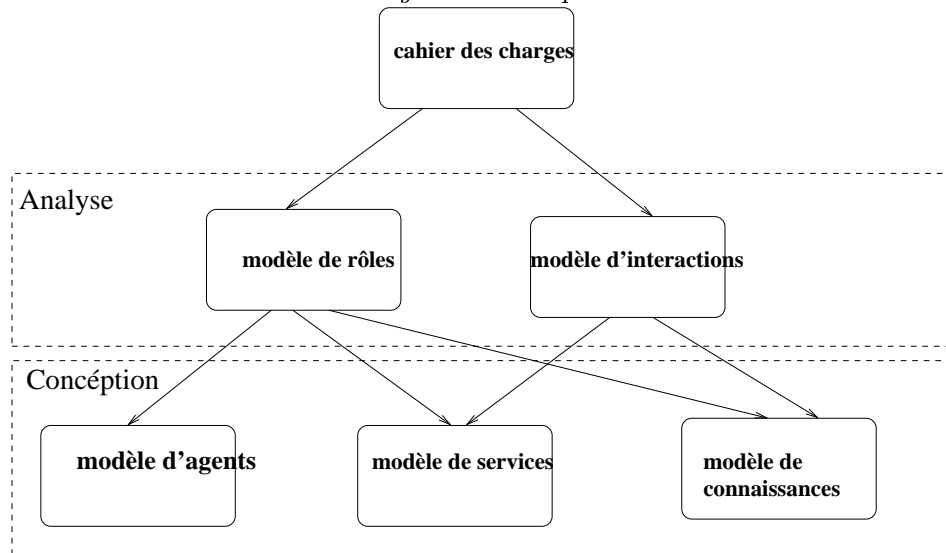 cahier des charges
Analyse
modèle de rôles
modèle d'interactions
Concéption
modèle d'agents
modèle de services
modèle de
connaissances